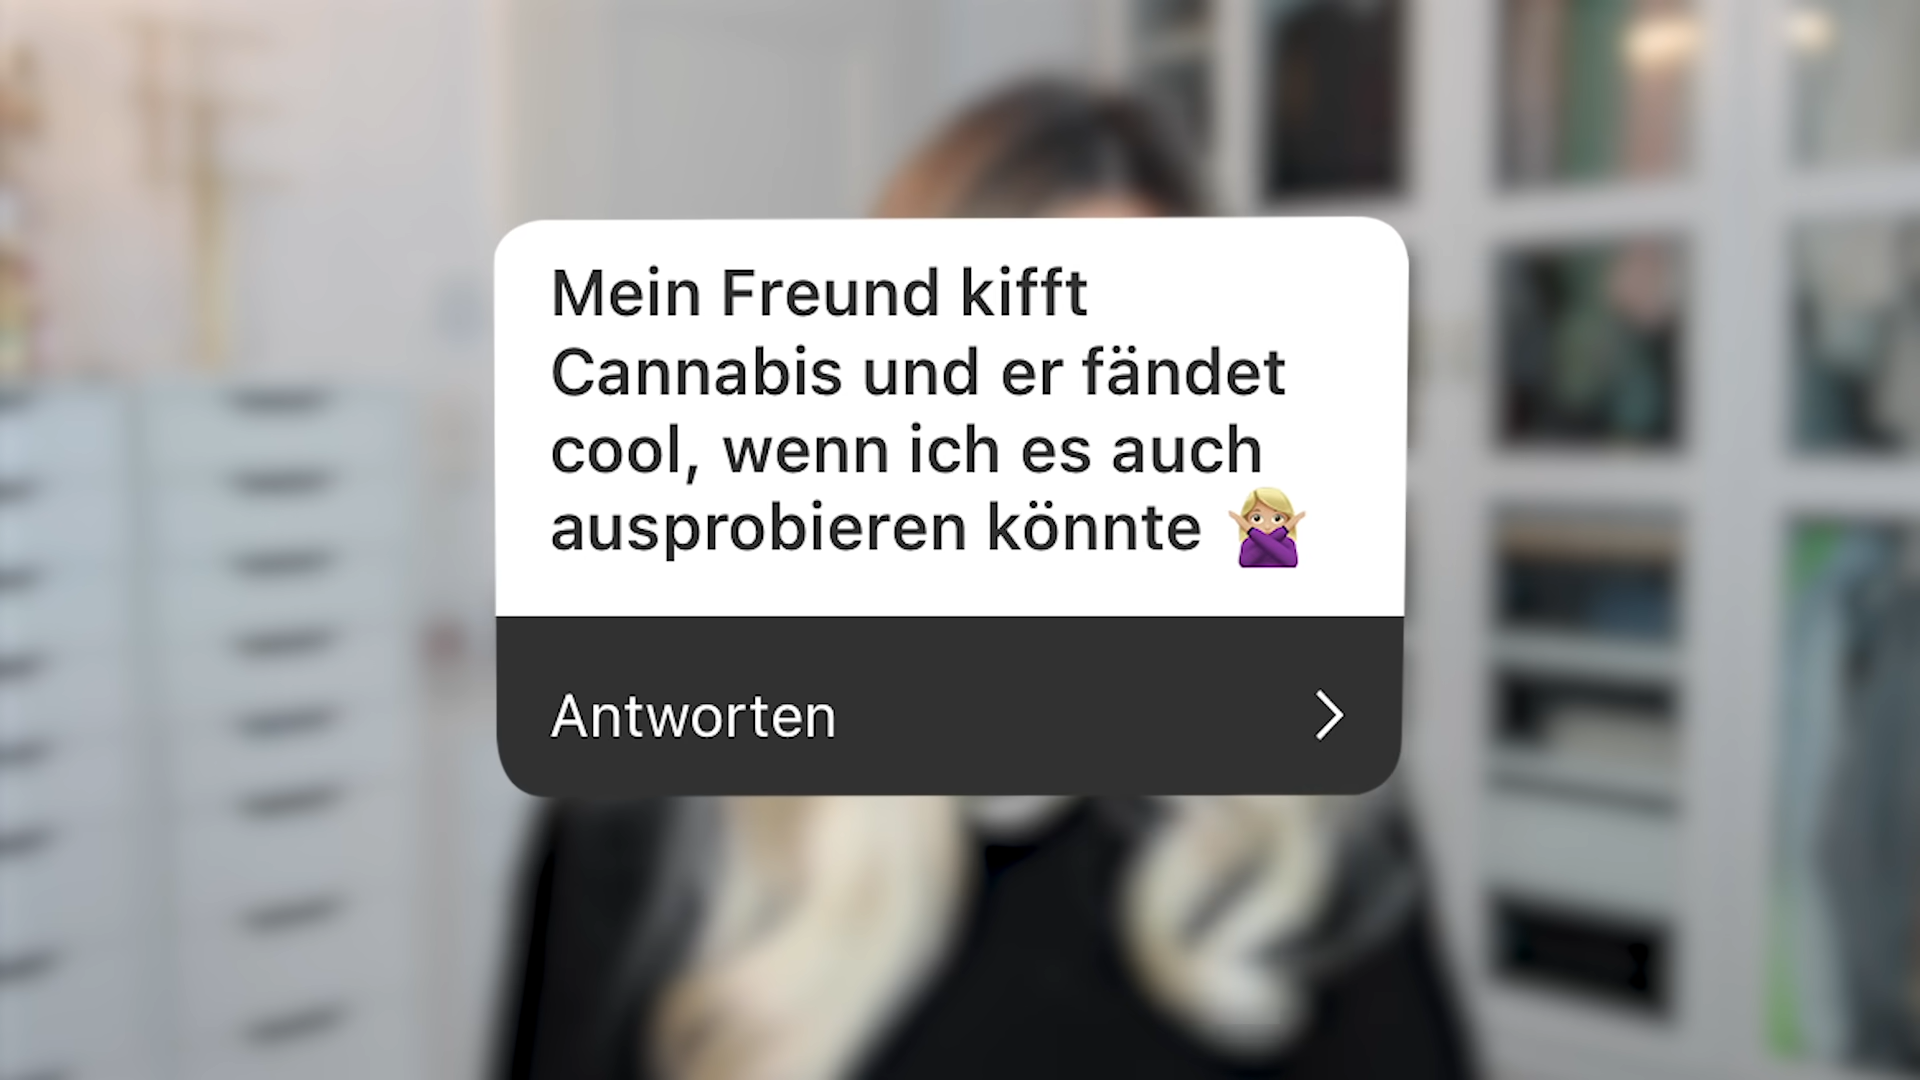 Mein Freund kifft
Cannabis und er fändet
cool, wenn ich es auch
ausprobieren könnte 🙅🏼‍♀️
Antworten